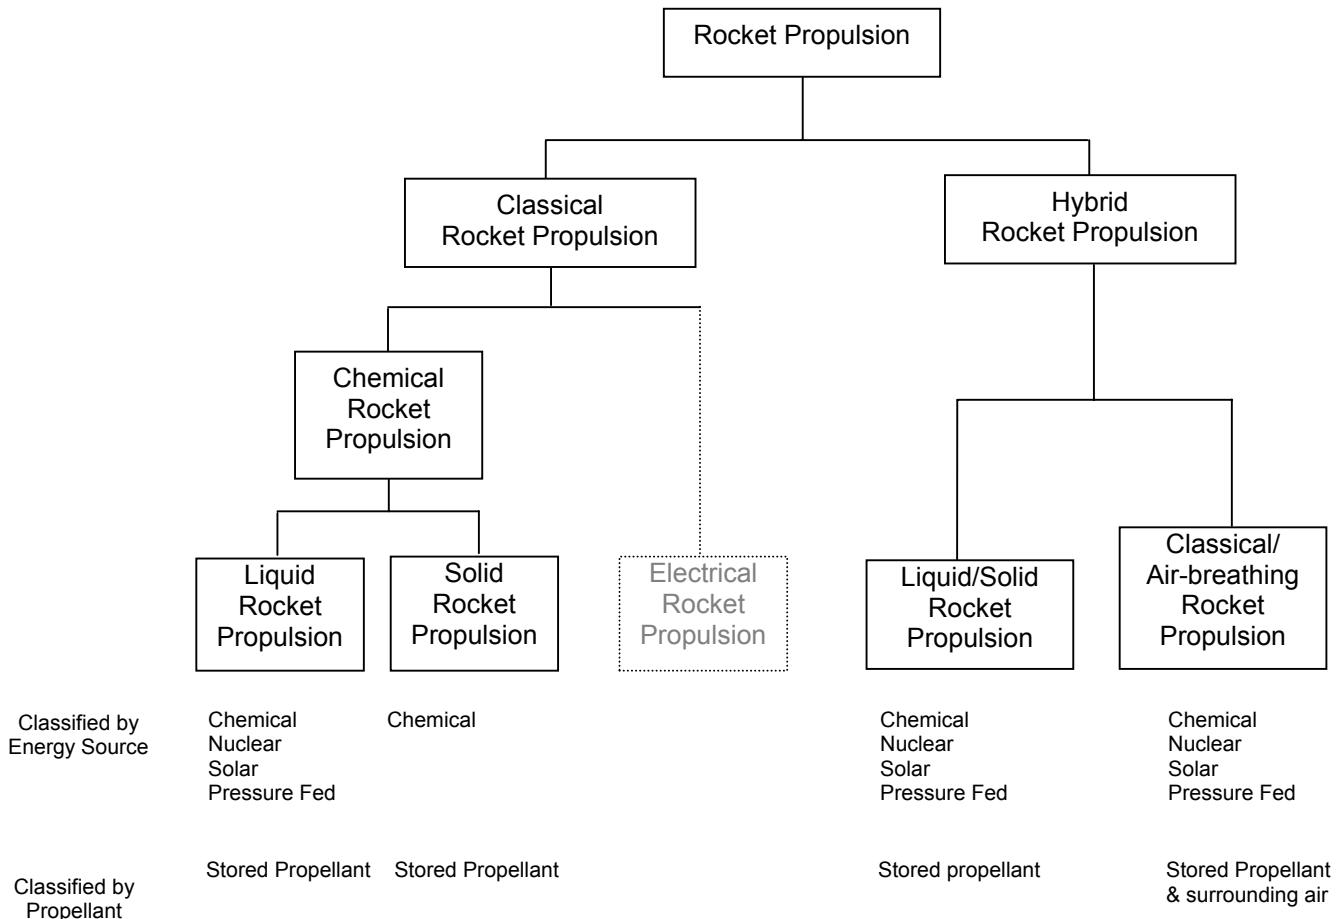 Rocket Propulsion
Classical
Rocket Propulsion
Hybrid
Rocket Propulsion
Chemical
Rocket
Propulsion
Liquid
Rocket
Propulsion
Solid
Rocket
Propulsion
Electrical
Rocket
Propulsion
Liquid/Solid
Rocket
Propulsion
Classical/
Air-breathing
Rocket
Propulsion
Classified by
Energy Source
Chemical
Nuclear
Solar
Pressure Fed
Chemical
Chemical
Nuclear
Solar
Pressure Fed
Chemical
Nuclear
Solar
Pressure Fed
Classified by
Propellant
Stored Propellant
Stored Propellant
Stored propellant
Stored Propellant
& surrounding air